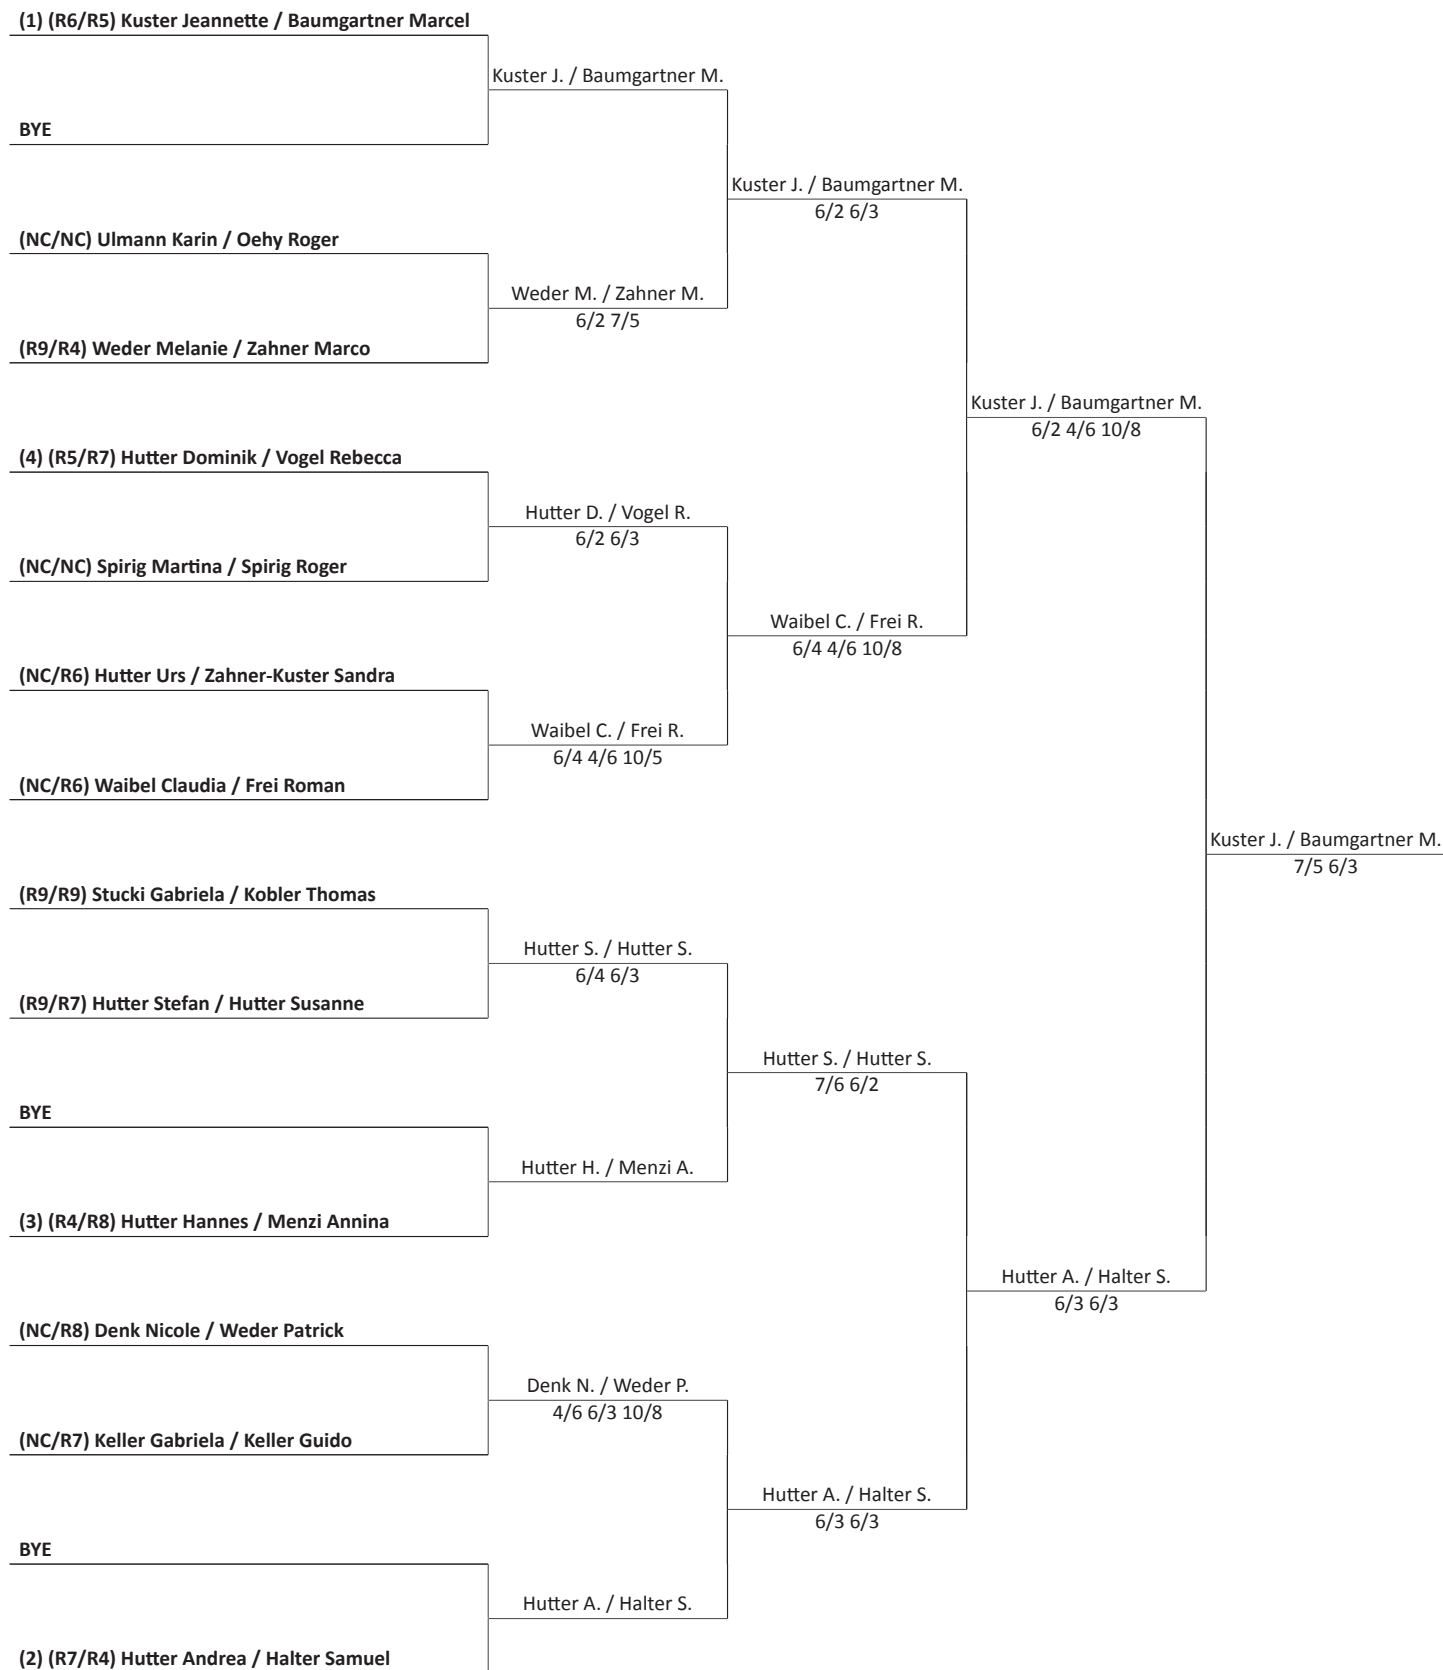 (1) (R6/R5) Kuster Jeannette / Baumgartner Marcel
Kuster J. / Baumgartner M.
BYE
Kuster J. / Baumgartner M.
6/2 6/3
(NC/NC) Ulmann Karin / Oehy Roger
Weder M. / Zahner M.
6/2 7/5
(R9/R4) Weder Melanie / Zahner Marco
Kuster J. / Baumgartner M.
6/2 4/6 10/8
(4) (R5/R7) Hutter Dominik / Vogel Rebecca
Hutter D. / Vogel R.
6/2 6/3
(NC/NC) Spirig Martina / Spirig Roger
Waibel C. / Frei R.
6/4 4/6 10/8
(NC/R6) Hutter Urs / Zahner-Kuster Sandra
Waibel C. / Frei R.
6/4 4/6 10/5
(NC/R6) Waibel Claudia / Frei Roman
Kuster J. / Baumgartner M.
7/5 6/3
(R9/R9) Stucki Gabriela / Kobler Thomas
Hutter S. / Hutter S.
6/4 6/3
(R9/R7) Hutter Stefan / Hutter Susanne
Hutter S. / Hutter S.
7/6 6/2
BYE
Hutter H. / Menzi A.
(3) (R4/R8) Hutter Hannes / Menzi Annina
Hutter A. / Halter S.
6/3 6/3
(NC/R8) Denk Nicole / Weder Patrick
Denk N. / Weder P.
4/6 6/3 10/8
(NC/R7) Keller Gabriela / Keller Guido
Hutter A. / Halter S.
6/3 6/3
BYE
Hutter A. / Halter S.
(2) (R7/R4) Hutter Andrea / Halter Samuel